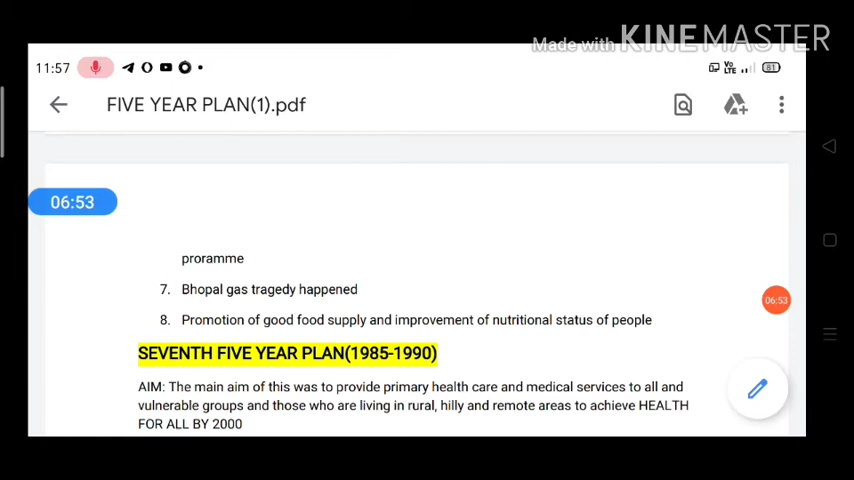 Made with KINEMASTER
11:57 Vo LTE 81
FIVE YEAR PLAN(1).pdf
06:53
proramme
7. Bhopal gas tragedy happened
06:53
8. Promotion of good food supply and improvement of nutritional status of people
SEVENTH FIVE YEAR PLAN(1985-1990)
AIM: The main aim of this was to provide primary health care and medical services to all and
vulnerable groups and those who are living in rural, hilly and remote areas to achieve HEALTH
FOR ALL BY 2000